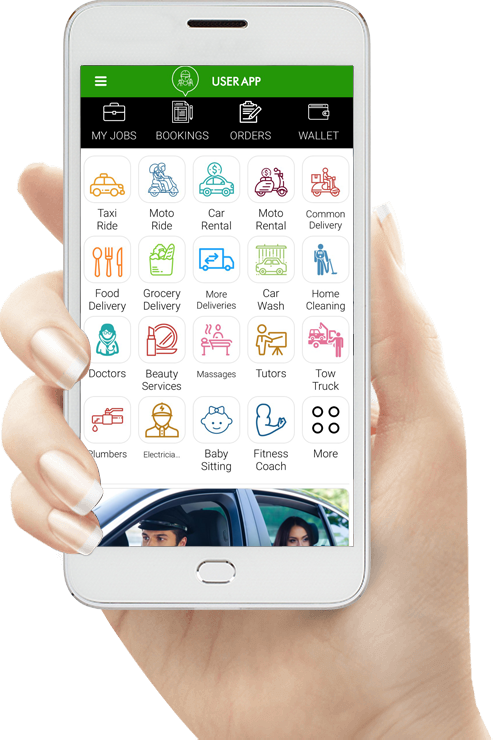 USER APP
MY JOBS BOOKINGS ORDERS WALLET
Taxi Ride
Moto Ride
Car Rental
Moto Rental
Common Delivery
Food Delivery
Grocery Delivery
More Deliveries
Car Wash
Home Cleaning
Doctors
Beauty Services
Massages
Tutors
Tow Truck
Plumbers
Electricia...
Baby Sitting
Fitness Coach
More